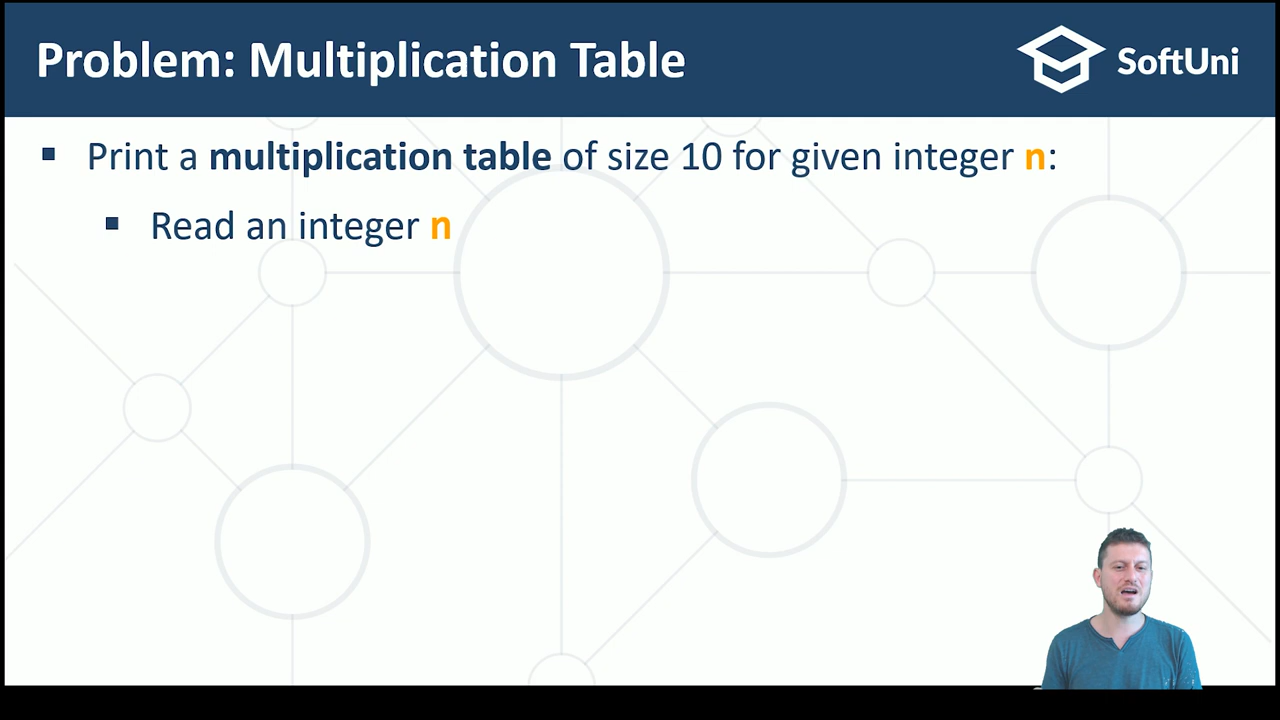 Problem: Multiplication Table
SoftUni
▪ Print a multiplication table of size 10 for given integer n:
▪ Read an integer n